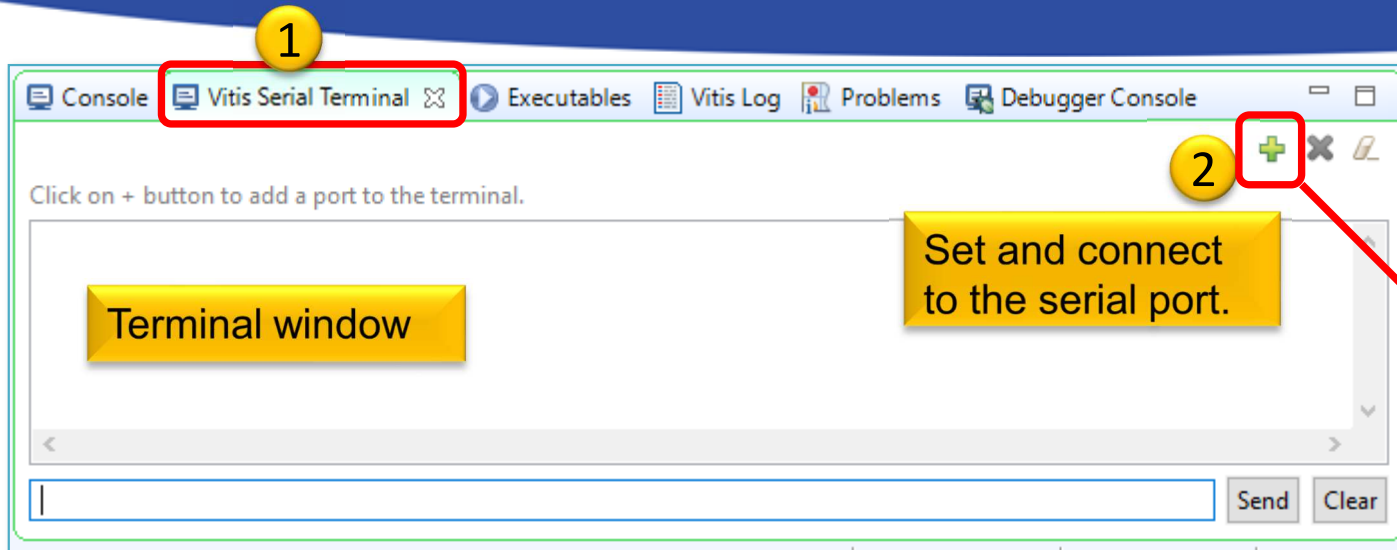 1
Console Vitis Serial Terminal Executables Vitis Log Problems Debugger Console
2
Click on + button to add a port to the terminal.
Set and connect
to the serial port.
Terminal window
Send Clear